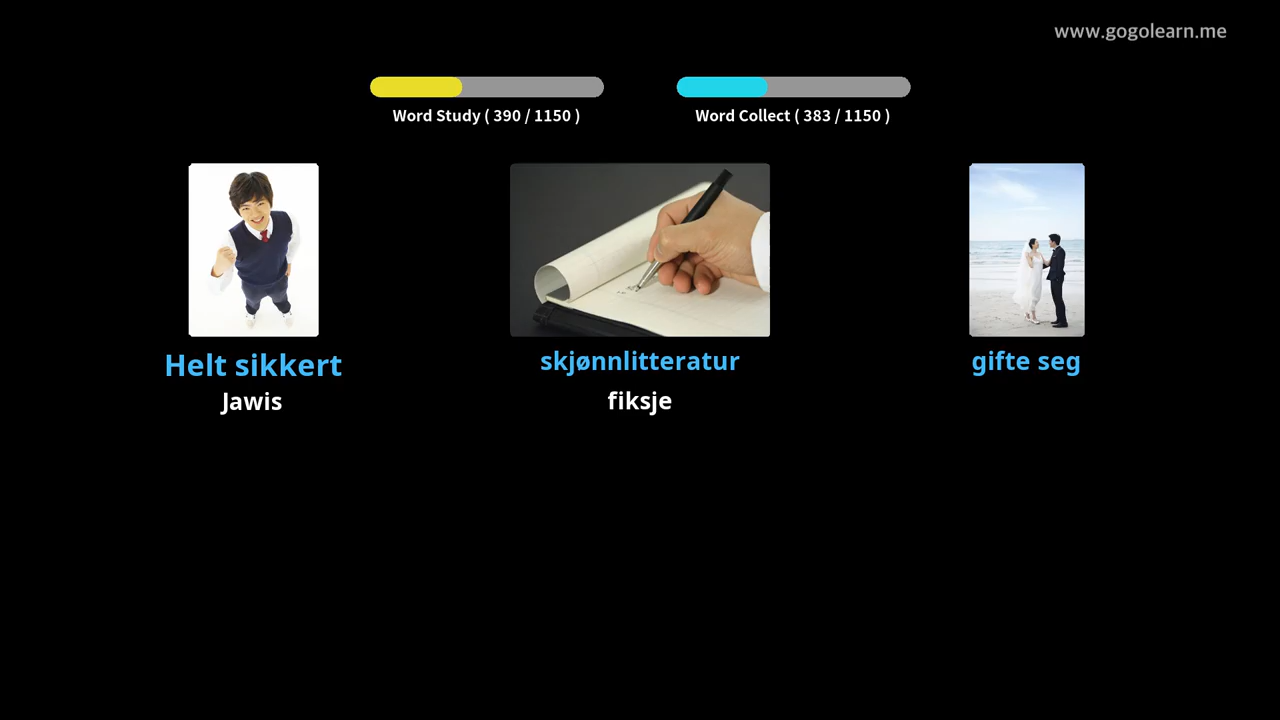 www.gogolearn.me
Word Study ( 390 / 1150 )
Word Collect ( 383 / 1150 )
Helt sikkert
Jawis
skjønnlitteratur
fiksje
gifte seg